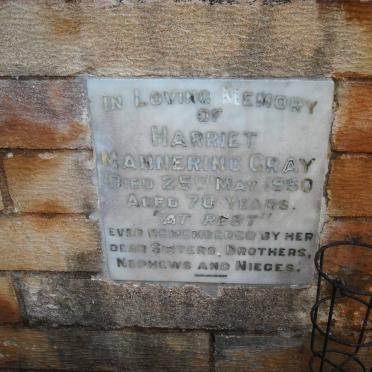 IN LOVING MEMORY
OF
HARRIET
MANNERING GRAY
DIED 25TH MAY 1950
AGED 70 YEARS.
"AT REST"
EVER REMEMBERED BY HER
DEAR SISTERS, BROTHERS,
NEPHEWS AND NIECES.